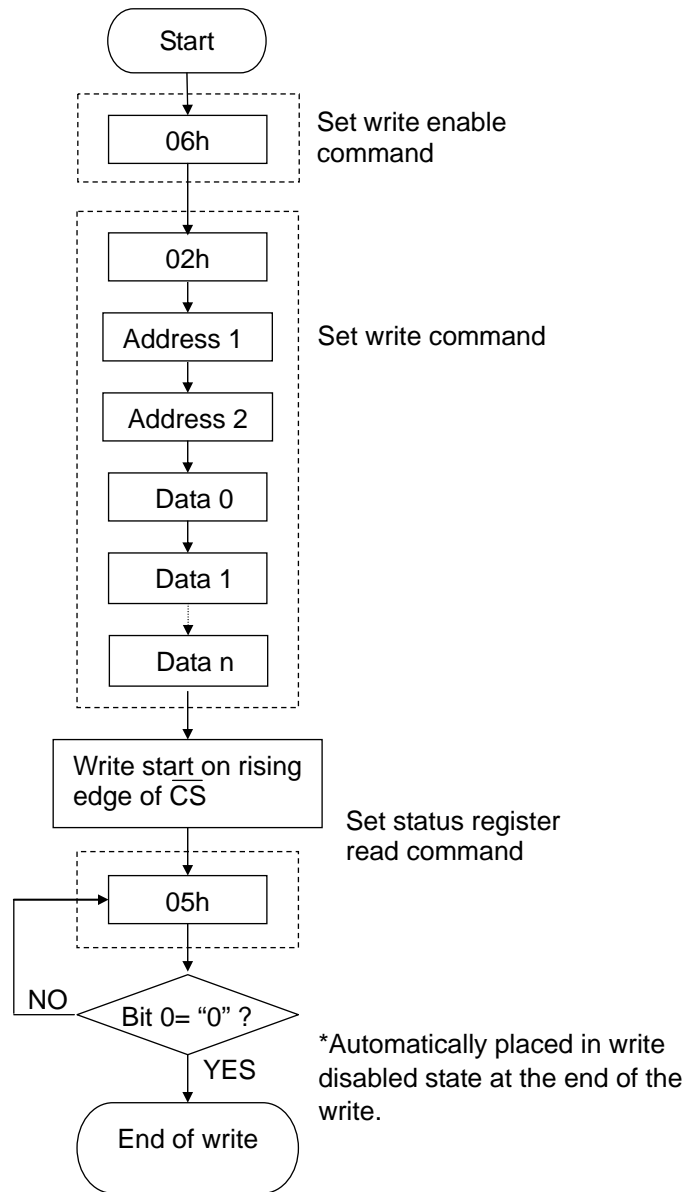 Start
06h
Set write enable
command
02h
Address 1
Set write command
Address 2
Data 0
Data 1
Data n
Write start on rising
edge of C̅S̅
Set status register
read command
05h
NO
Bit 0= “0” ?
YES
*Automatically placed in write
disabled state at the end of the
write.
End of write